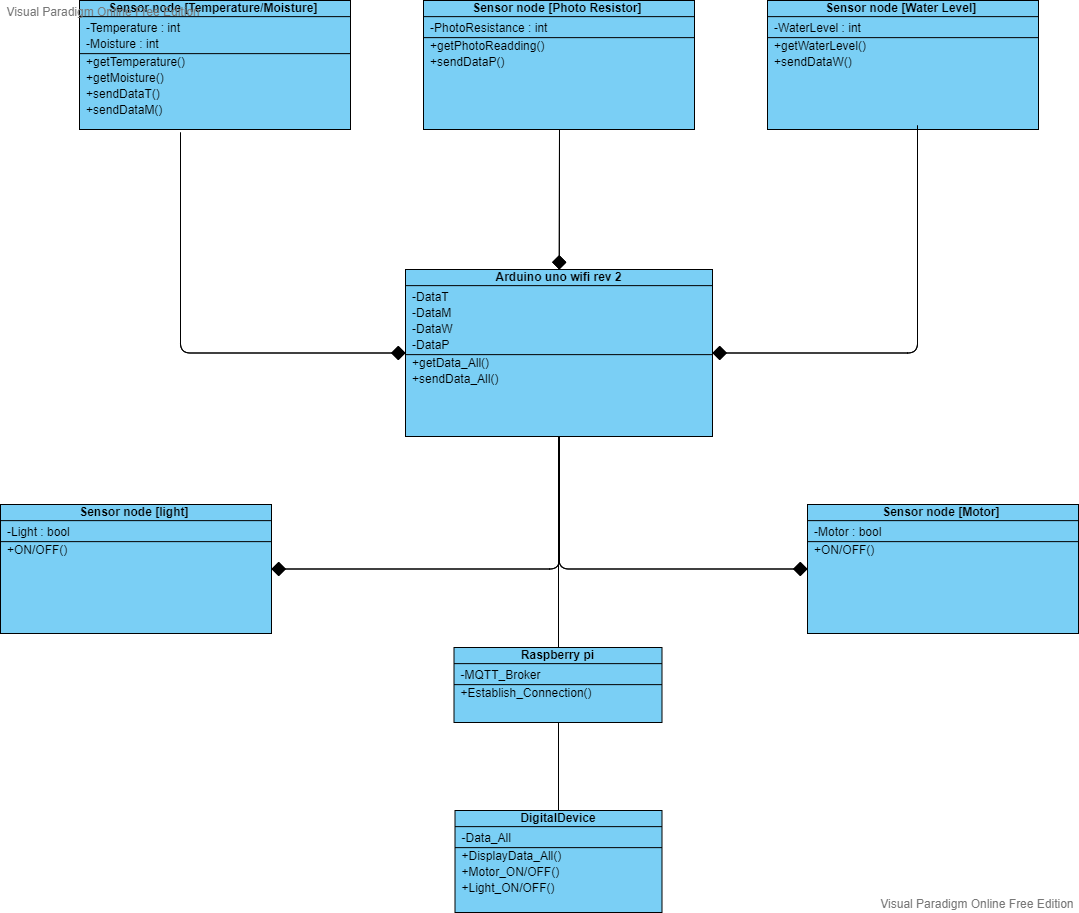 Visual Paradigm Online Free Edition
Sensor node [Temperature/Moisture]
-Temperature : int
-Moisture : int
+getTemperature()
+getMoisture()
+sendDataT()
+sendDataM()
Sensor node [Photo Resistor]
-PhotoResistance : int
+getPhotoReadding()
+sendDataP()
Sensor node [Water Level]
-WaterLevel : int
+getWaterLevel()
+sendDataW()
Arduino uno wifi rev 2
-DataT
-DataM
-DataW
-DataP
+getData_All()
+sendData_All()
Sensor node [light]
-Light : bool
+ON/OFF()
Sensor node [Motor]
-Motor : bool
+ON/OFF()
Raspberry pi
-MQTT_Broker
+Establish_Connection()
DigitalDevice
-Data_All
+DisplayData_All()
+Motor_ON/OFF()
+Light_ON/OFF()
Visual Paradigm Online Free Edition